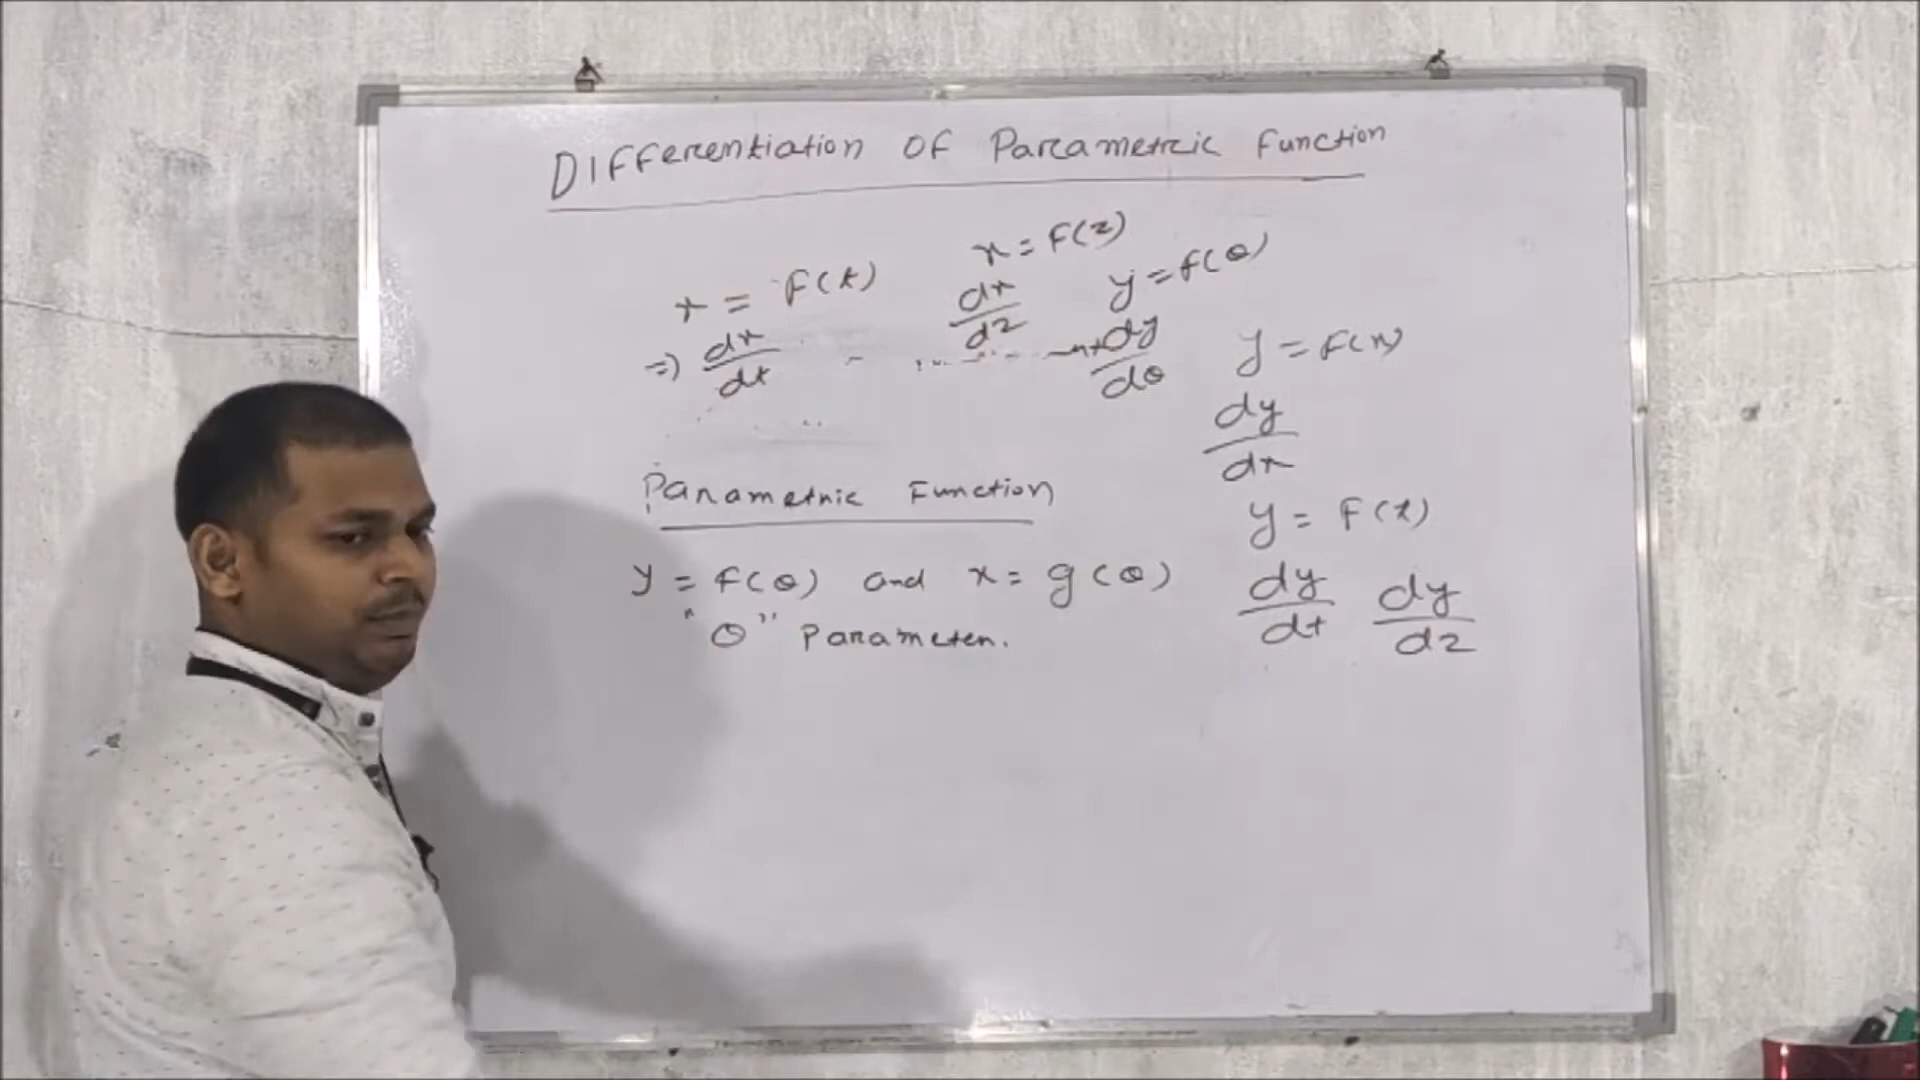 Differentiation of Parametric Function
x = F(t)
⇒ dx/dt
x = F(z)
dx/dz
y = f(θ)
dy/dθ
y = F(x)
dy/dx
y = F(t)
dy/dt dy/dz
Parametric Function
y = f(θ) and x = g(θ)
"θ" Parameter.